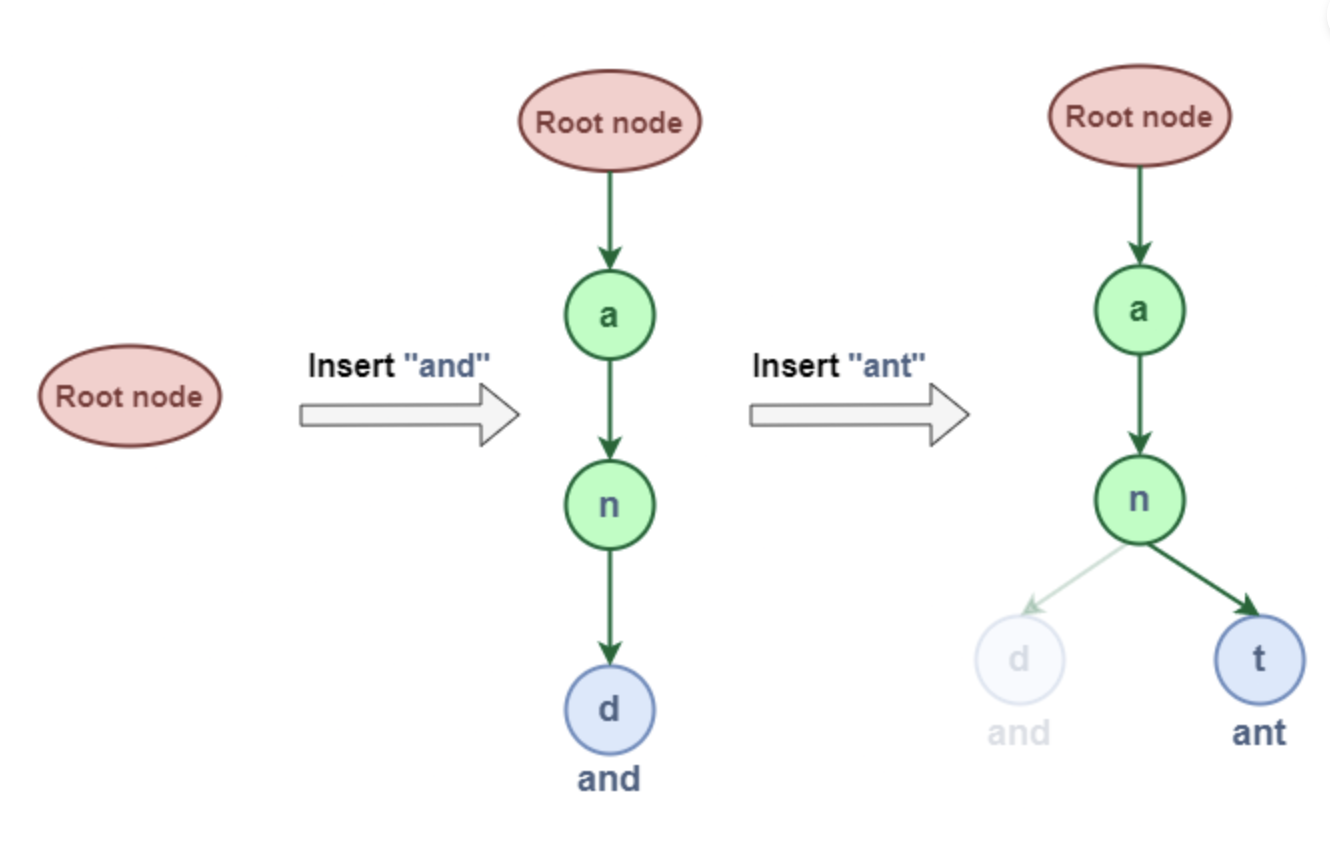 Root node
Insert "and"
Root node
a
n
d
and
Insert "ant"
Root node
a
n
d
and
t
ant